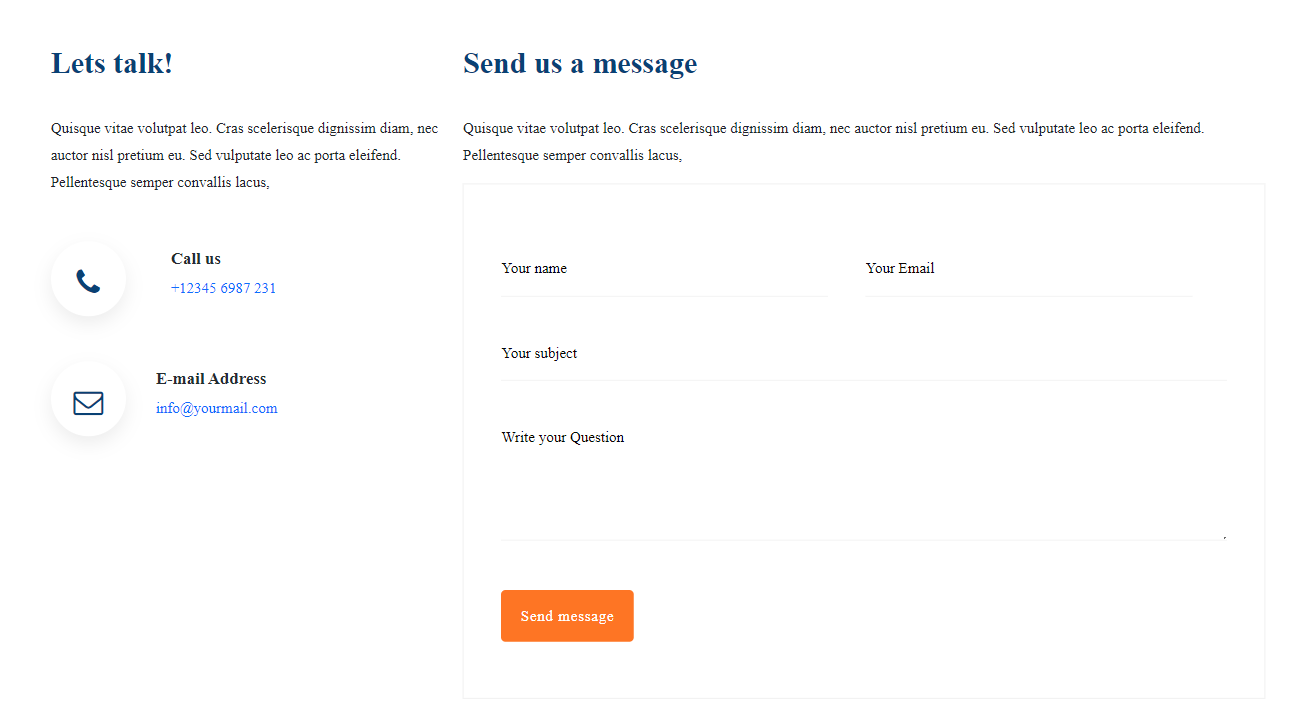 Lets talk!
Quisque vitae volutpat leo. Cras scelerisque dignissim diam, nec
auctor nisl pretium eu. Sed vulputate leo ac porta eleifend.
Pellentesque semper convallis lacus,
Call us
+12345 6987 231
E-mail Address
info@yourmail.com
Send us a message
Quisque vitae volutpat leo. Cras scelerisque dignissim diam, nec auctor nisl pretium eu. Sed vulputate leo ac porta eleifend.
Pellentesque semper convallis lacus,
Your name
Your Email
Your subject
Write your Question
Send message